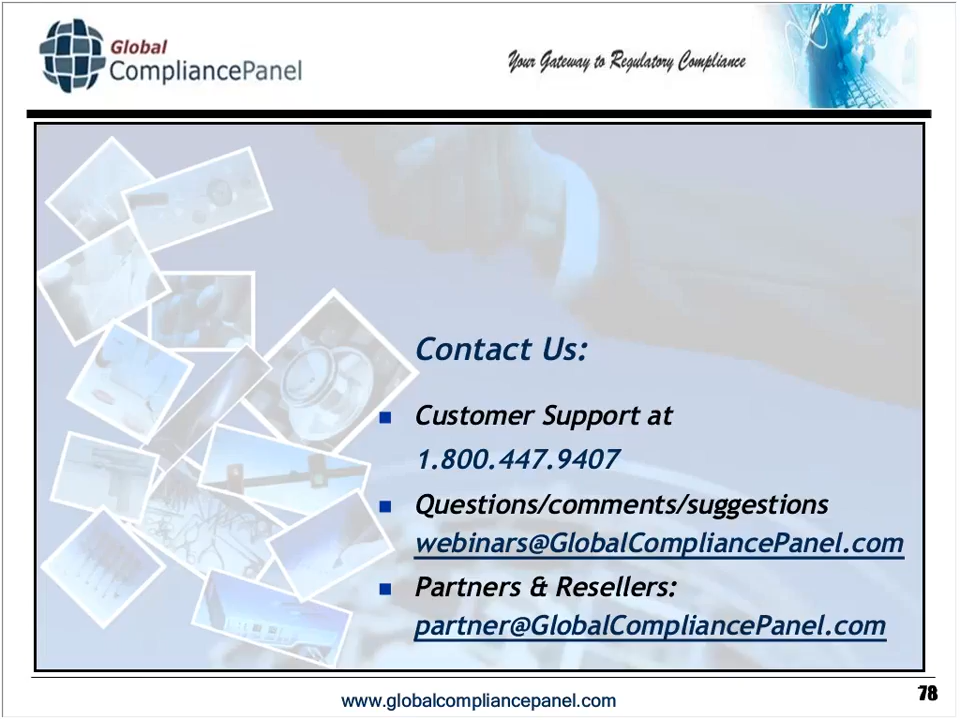 Global
CompliancePanel
Your Gateway to Regulatory Compliance
Contact Us:
Customer Support at
1.800.447.9407
Questions/comments/suggestions
webinars@GlobalCompliancePanel.com
Partners & Resellers:
partner@GlobalCompliancePanel.com
www.globalcompliancepanel.com
78